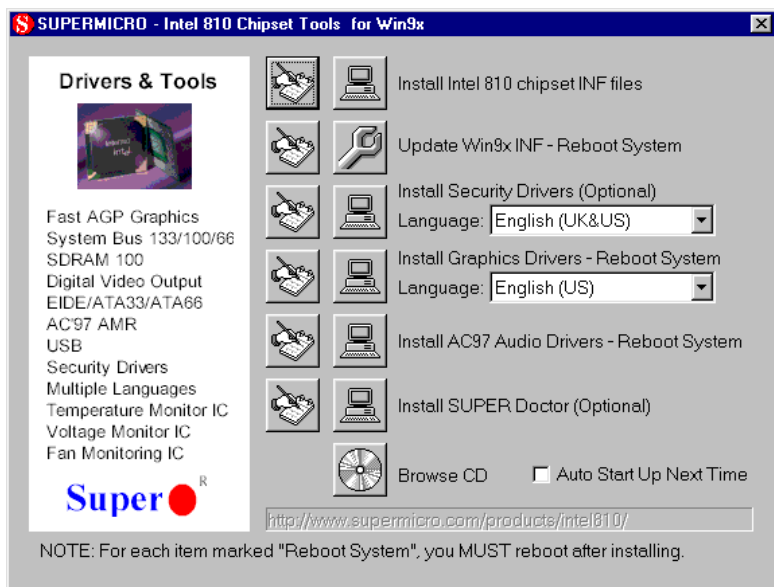 SUPERMICRO - Intel 810 Chipset Tools for Win9x
Drivers & Tools
intel
Fast AGP Graphics
System Bus 133/100/66
SDRAM 100
Digital Video Output
EIDE/ATA33/ATA66
AC'97 AMR
USB
Security Drivers
Multiple Languages
Temperature Monitor IC
Voltage Monitor IC
Fan Monitoring IC
Super ®
Install Intel 810 chipset INF files
Update Win9x INF - Reboot System
Install Security Drivers (Optional)
Language: English (UK&US)
Install Graphics Drivers - Reboot System
Language: English (US)
Install AC97 Audio Drivers - Reboot System
Install SUPER Doctor (Optional)
Browse CD
Auto Start Up Next Time
http://www.supermicro.com/products/intel810/
NOTE: For each item marked "Reboot System", you MUST reboot after installing.